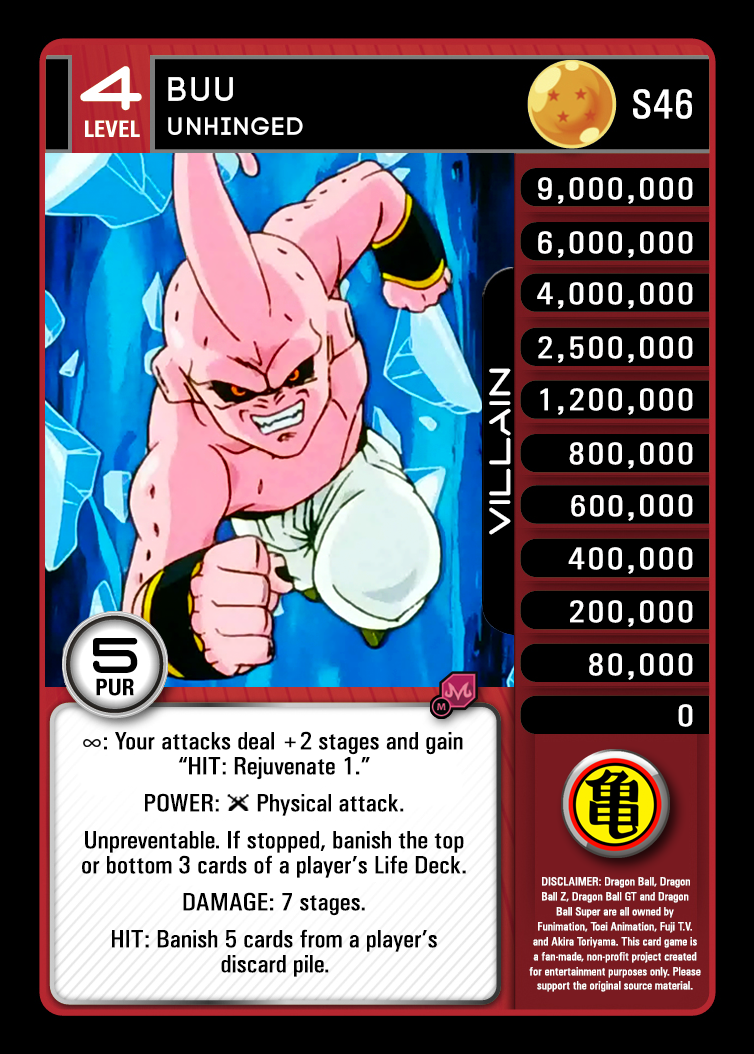 4
LEVEL
BUU
UNHINGED
S46
9,000,000
6,000,000
4,000,000
2,500,000
1,200,000
800,000
600,000
400,000
200,000
80,000
0
VILLAIN
5
PUR
M
M
∞: Your attacks deal +2 stages and gain
“HIT: Rejuvenate 1.”
POWER: Physical attack.
Unpreventable. If stopped, banish the top
or bottom 3 cards of a player’s Life Deck.
DAMAGE: 7 stages.
HIT: Banish 5 cards from a player’s
discard pile.
亀
DISCLAIMER: Dragon Ball, Dragon
Ball Z, Dragon Ball GT and Dragon
Ball Super are all owned by
Funimation, Toei Animation, Fuji T.V.
and Akira Toriyama. This card game is
a fan-made, non-profit project created
for entertainment purposes only. Please
support the original source material.